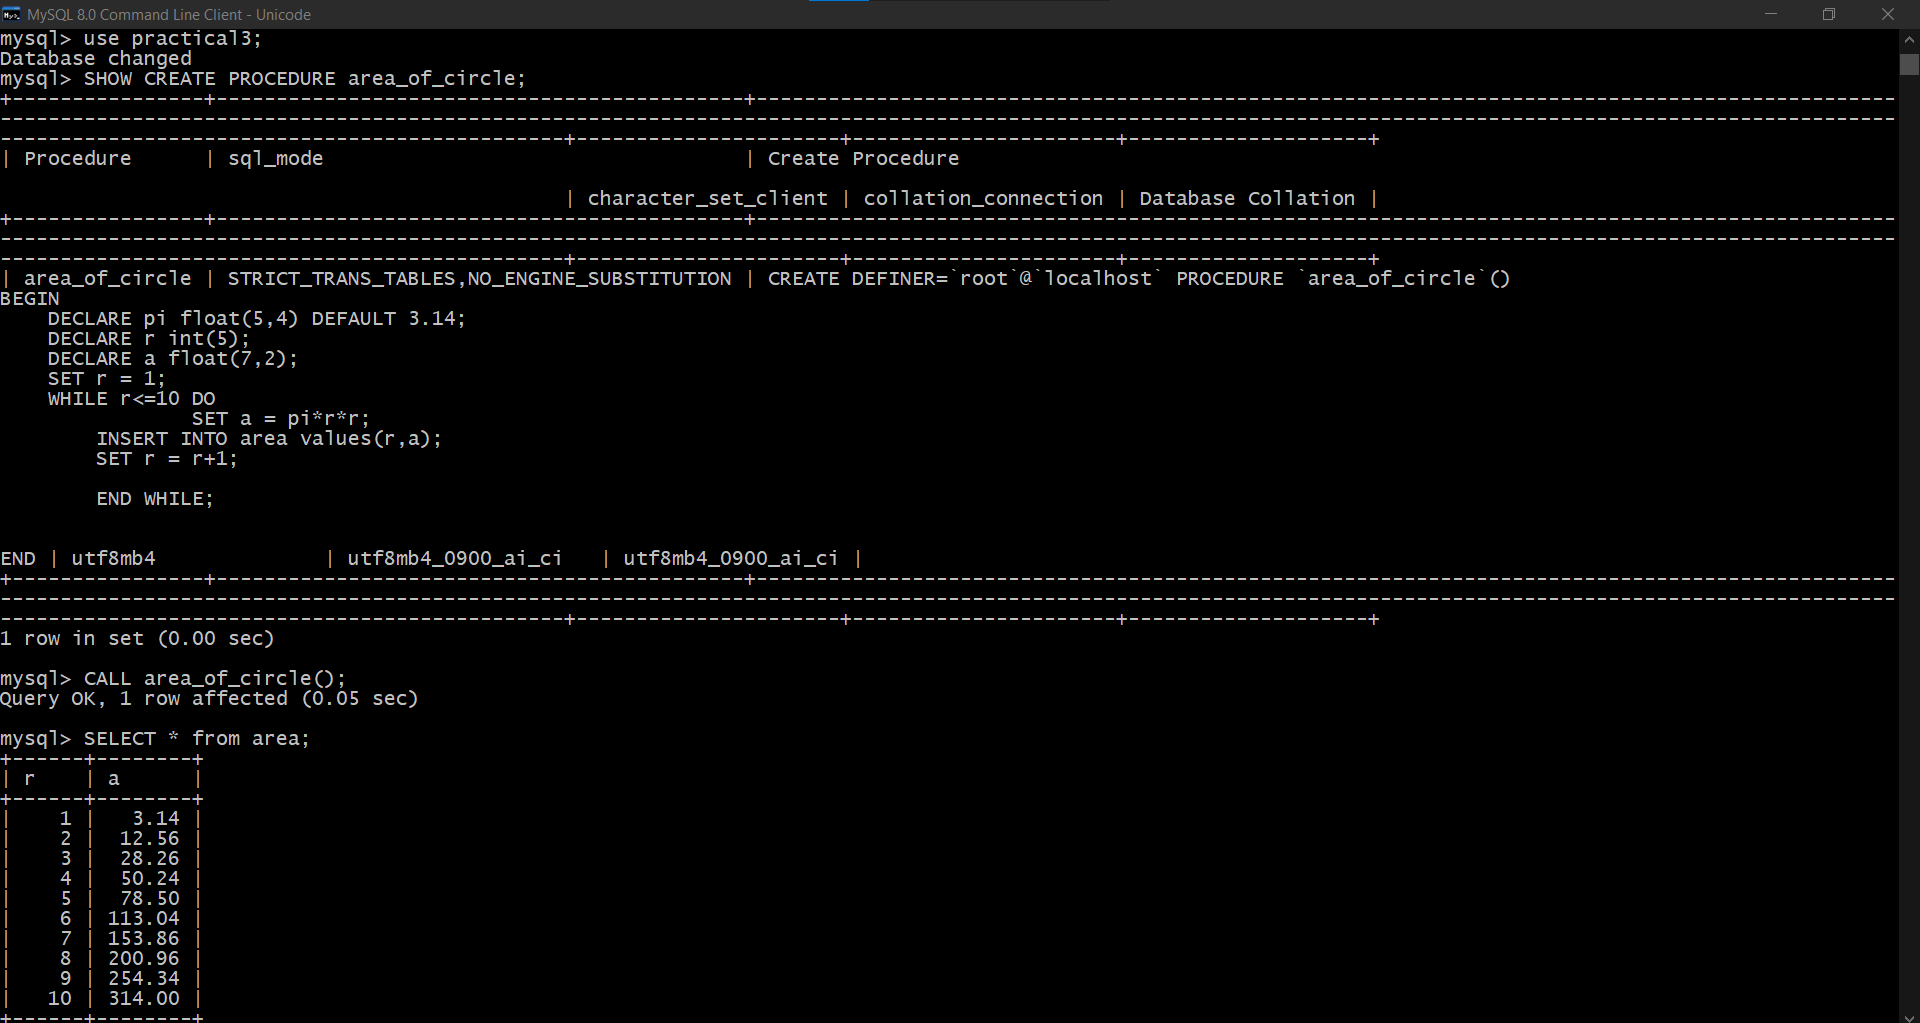 MySQL 8.0 Command Line Client - Unicode
mysql> use practical3;
Database changed
mysql> SHOW CREATE PROCEDURE area_of_circle;
+-----------------+--------------------------------------------+-----------------------------------------------------------------------------------------------
--------------------------------------------------------------------------------------------------------------------------------------------------------------
-----------------------------------------------+----------------------+----------------------+--------------------+
| Procedure      | sql_mode                                   | Create Procedure
| character_set_client | collation_connection | Database Collation |
+-----------------+--------------------------------------------+-----------------------------------------------------------------------------------------------
--------------------------------------------------------------------------------------------------------------------------------------------------------------
-----------------------------------------------+----------------------+----------------------+--------------------+
| area_of_circle | STRICT_TRANS_TABLES,NO_ENGINE_SUBSTITUTION | CREATE DEFINER=`root`@`localhost` PROCEDURE `area_of_circle`()
BEGIN
    DECLARE pi float(5,4) DEFAULT 3.14;
    DECLARE r int(5);
    DECLARE a float(7,2);
    SET r = 1;
    WHILE r<=10 DO
                SET a = pi*r*r;
        INSERT INTO area values(r,a);
        SET r = r+1;
        END WHILE;
END | utf8mb4              | utf8mb4_0900_ai_ci   | utf8mb4_0900_ai_ci |
+-----------------+--------------------------------------------+-----------------------------------------------------------------------------------------------
--------------------------------------------------------------------------------------------------------------------------------------------------------------
-----------------------------------------------+----------------------+----------------------+--------------------+
1 row in set (0.00 sec)
mysql> CALL area_of_circle();
Query OK, 1 row affected (0.05 sec)
mysql> SELECT * from area;
+------+--------+
| r    | a      |
+------+--------+
|    1 |   3.14 |
|    2 |  12.56 |
|    3 |  28.26 |
|    4 |  50.24 |
|    5 |  78.50 |
|    6 | 113.04 |
|    7 | 153.86 |
|    8 | 200.96 |
|    9 | 254.34 |
|   10 | 314.00 |
+------+--------+